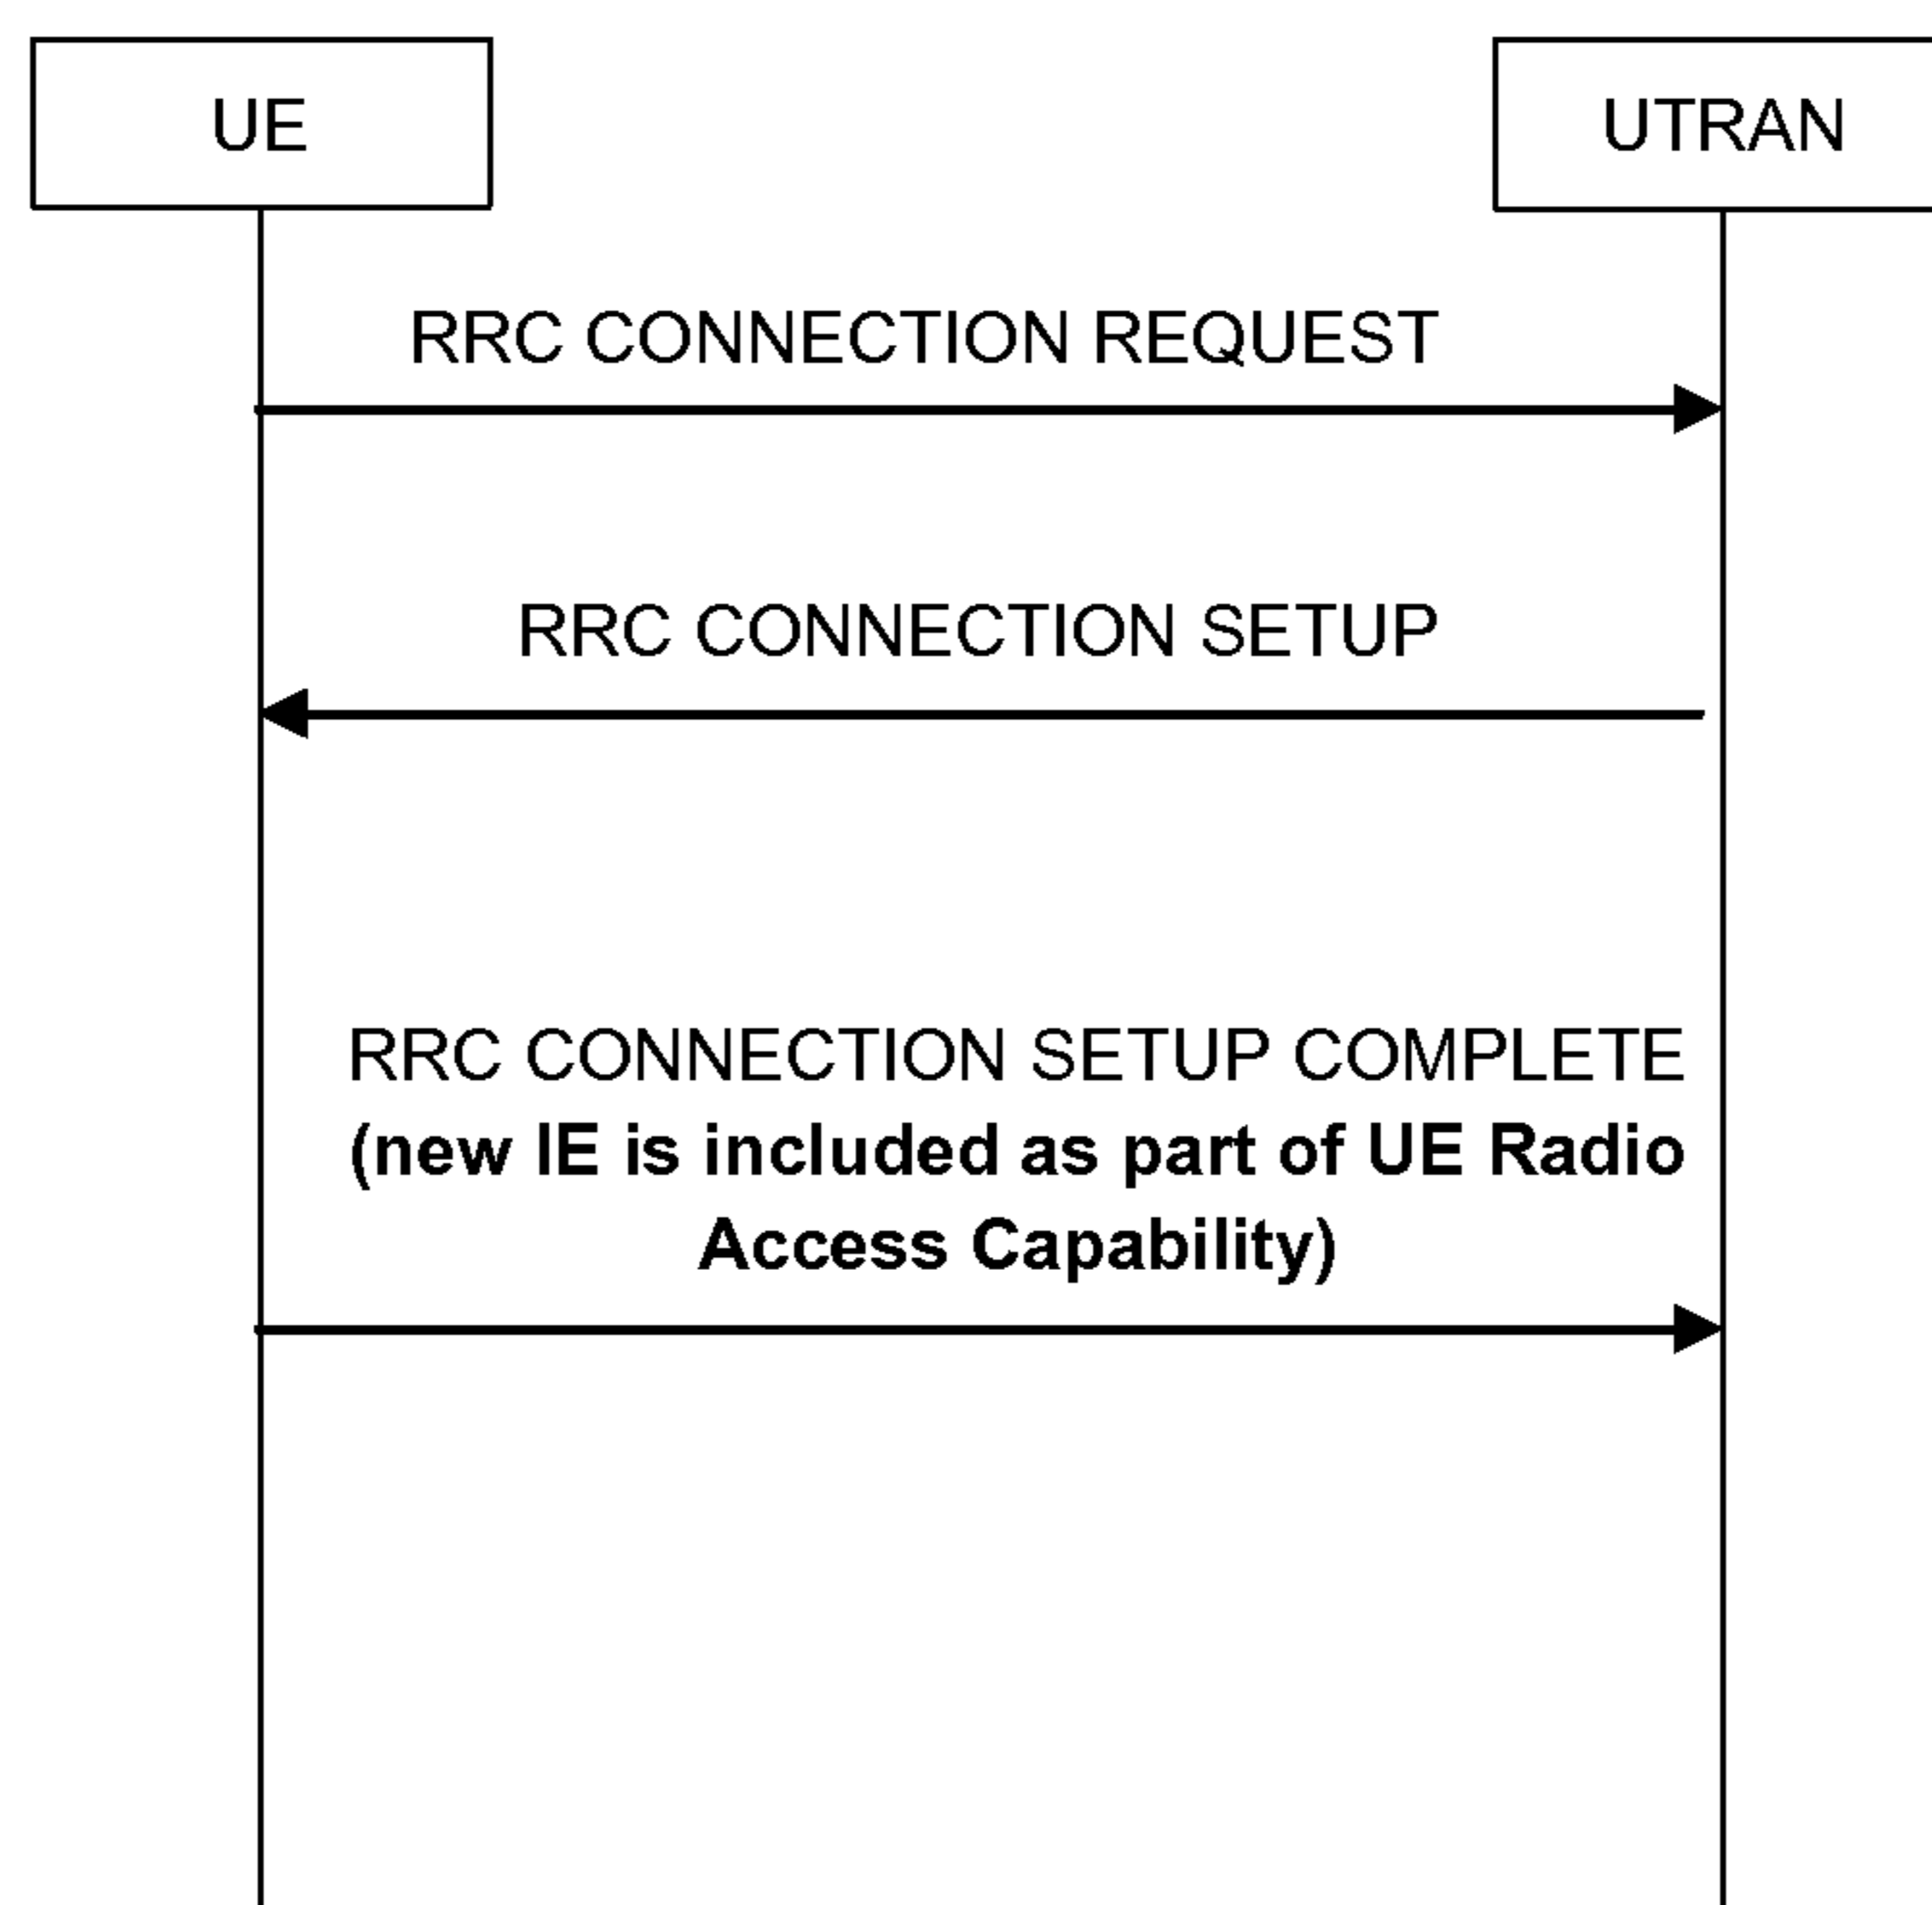 UE
UTRAN
RRC CONNECTION REQUEST
RRC CONNECTION SETUP
RRC CONNECTION SETUP COMPLETE
(new IE is included as part of UE Radio
Access Capability)